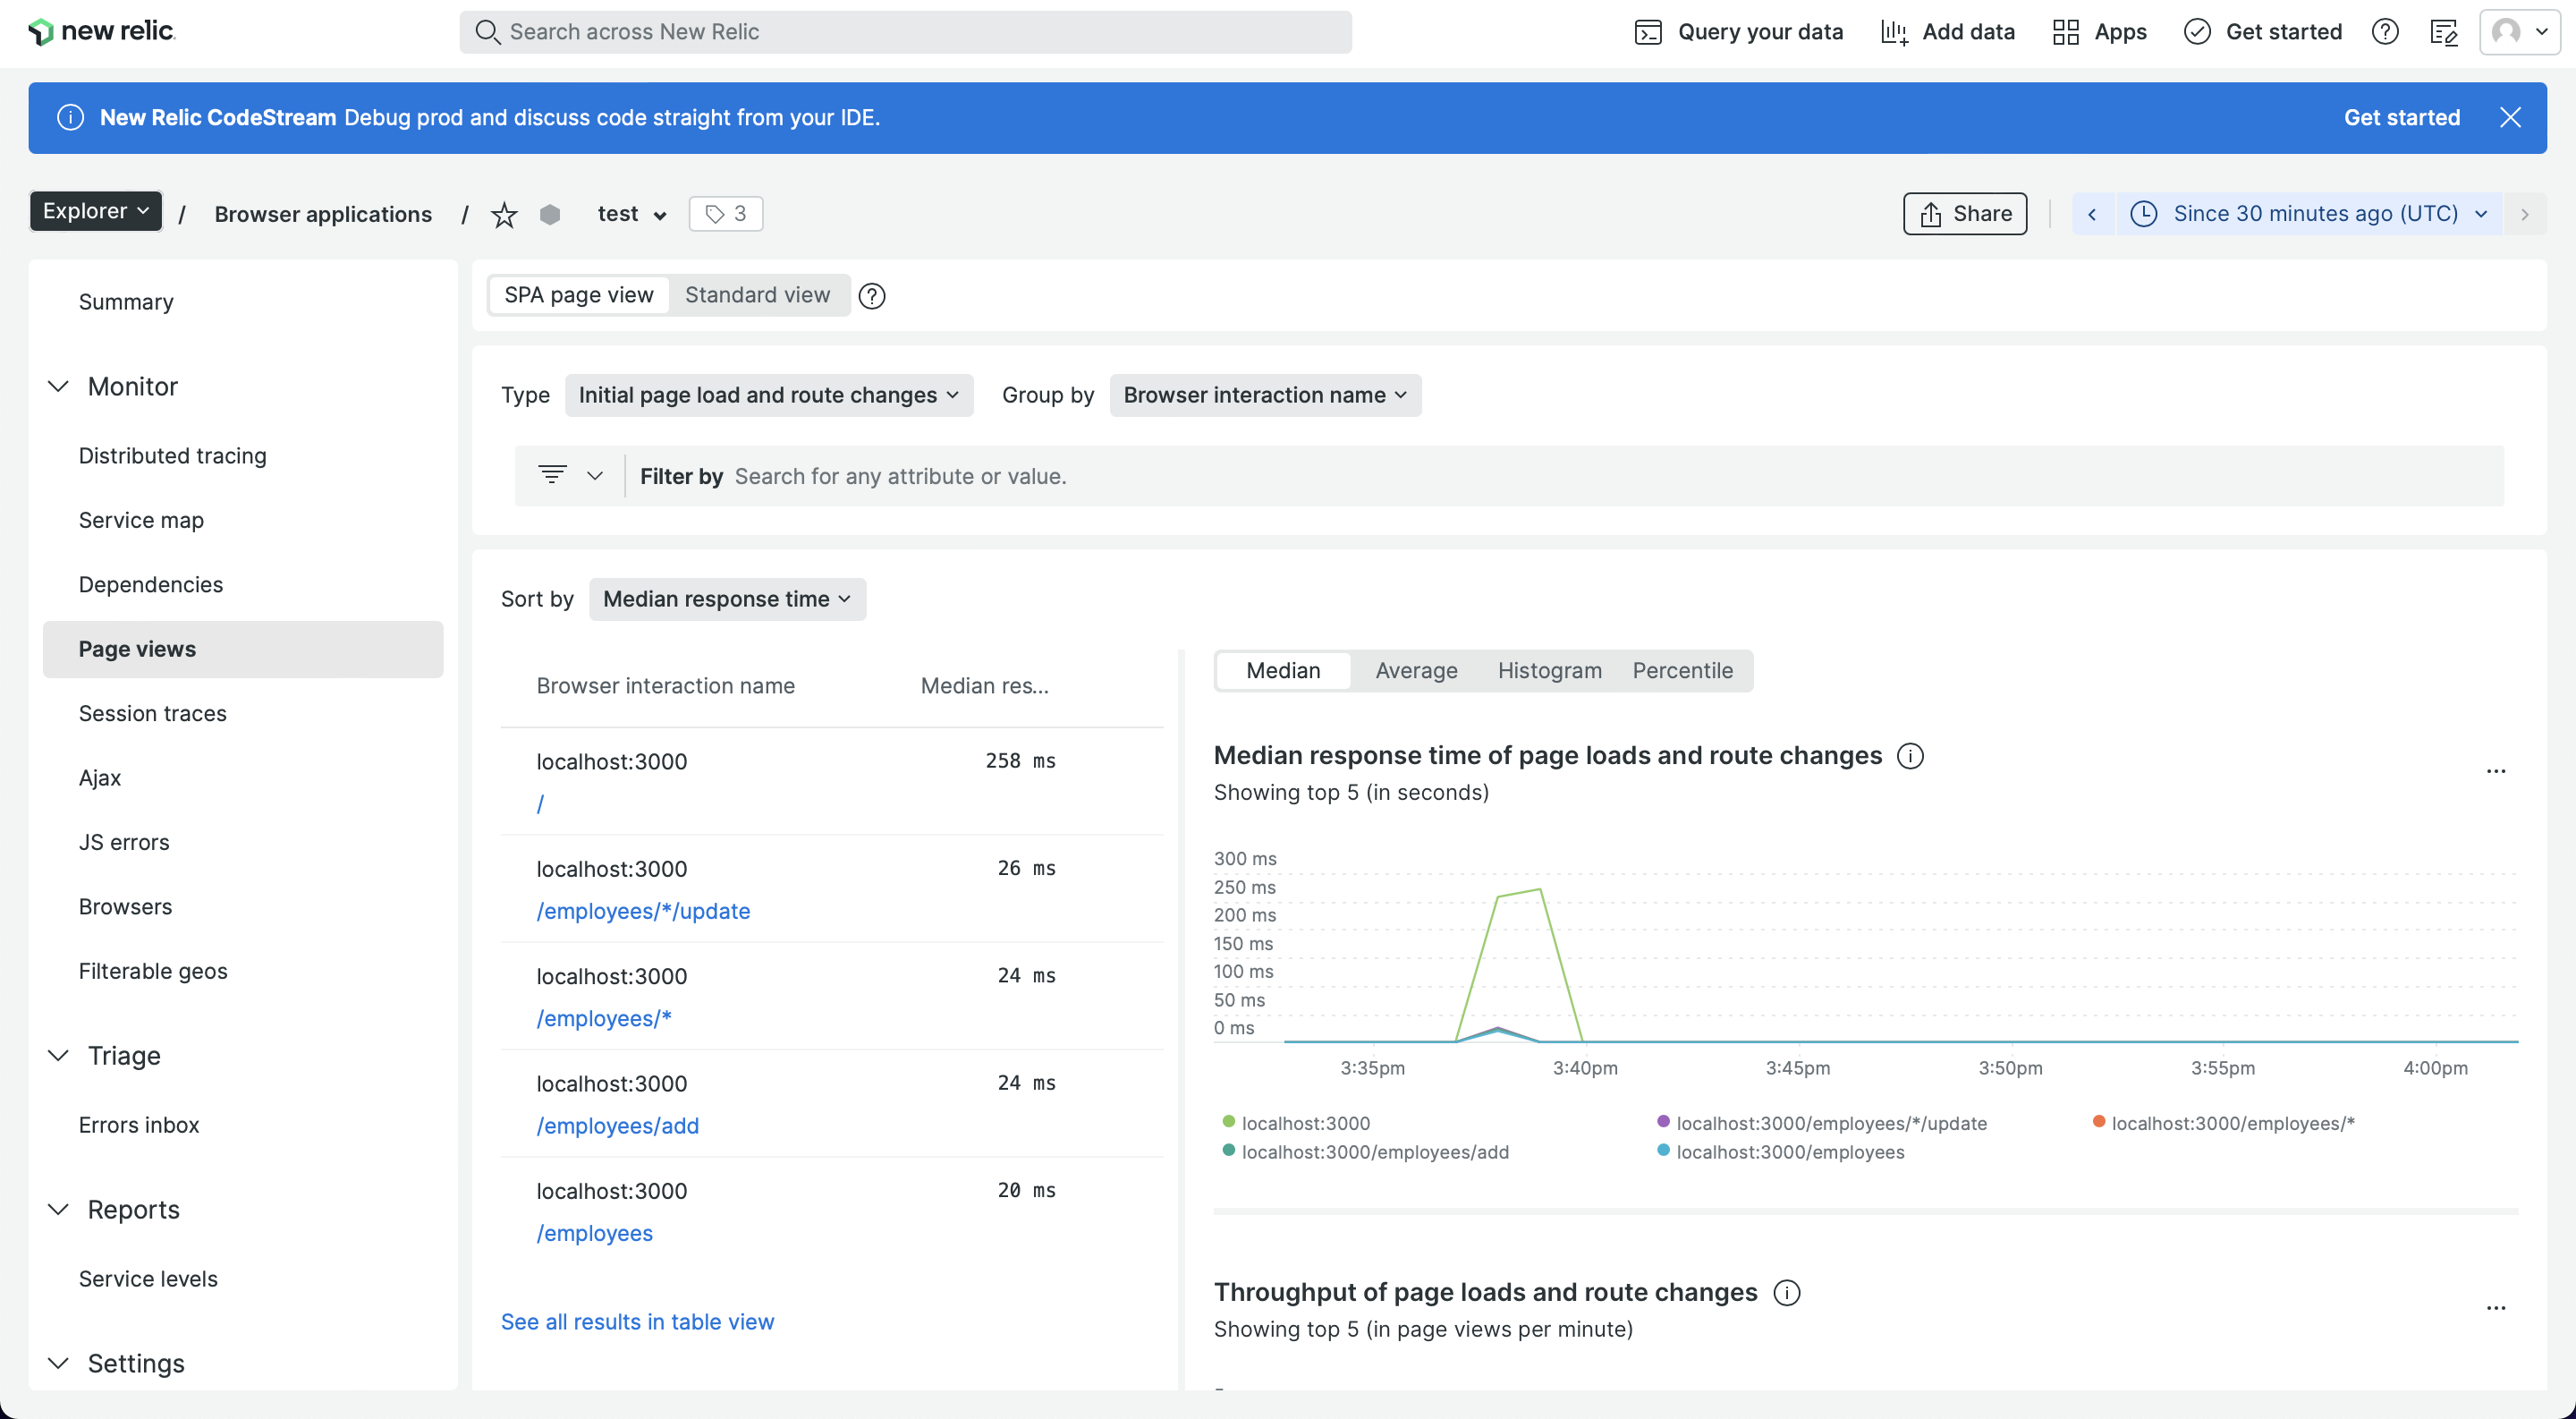 new relic.
Search across New Relic
Query your data
Add data
Apps
Get started
New Relic CodeStream Debug prod and discuss code straight from your IDE.
Get started
Explorer / Browser applications / test 3
Share
Since 30 minutes ago (UTC)
Summary
Monitor
Distributed tracing
Service map
Dependencies
Page views
Session traces
Ajax
JS errors
Browsers
Filterable geos
Triage
Errors inbox
Reports
Service levels
Settings
SPA page view Standard view
Type Initial page load and route changes Group by Browser interaction name
Filter by Search for any attribute or value.
Sort by Median response time
Browser interaction name Median res...
localhost:3000 258 ms
/
localhost:3000 26 ms
/employees/*/update
localhost:3000 24 ms
/employees/*
localhost:3000 24 ms
/employees/add
localhost:3000 20 ms
/employees
See all results in table view
Median Average Histogram Percentile
Median response time of page loads and route changes
Showing top 5 (in seconds)
300 ms
250 ms
200 ms
150 ms
100 ms
50 ms
0 ms
3:35pm 3:40pm 3:45pm 3:50pm 3:55pm 4:00pm
localhost:3000 localhost:3000/employees/*/update localhost:3000/employees/*
localhost:3000/employees/add localhost:3000/employees
Throughput of page loads and route changes
Showing top 5 (in page views per minute)